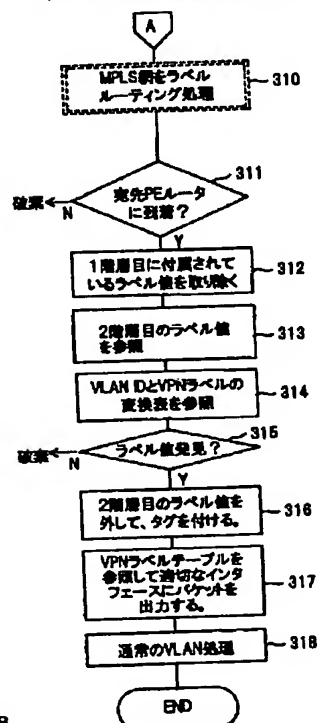 A
MPLS網をラベル
ルーティング処理
310
311
宛先PEルータ
に到着?
破棄
N
Y
1階層目に付属されて
いるラベル値を取り除く
312
2階層目のラベル値
を参照
313
VLAN IDとVPNラベルの
変換表を参照
314
315
ラベル値発見?
破棄
N
Y
2階層目のラベル値を
外して、タグを付ける。
316
VPNラベルテーブルを
参照して適切なインタ
フェースにパケットを
出力する。
317
通常のVLAN処理
318
END